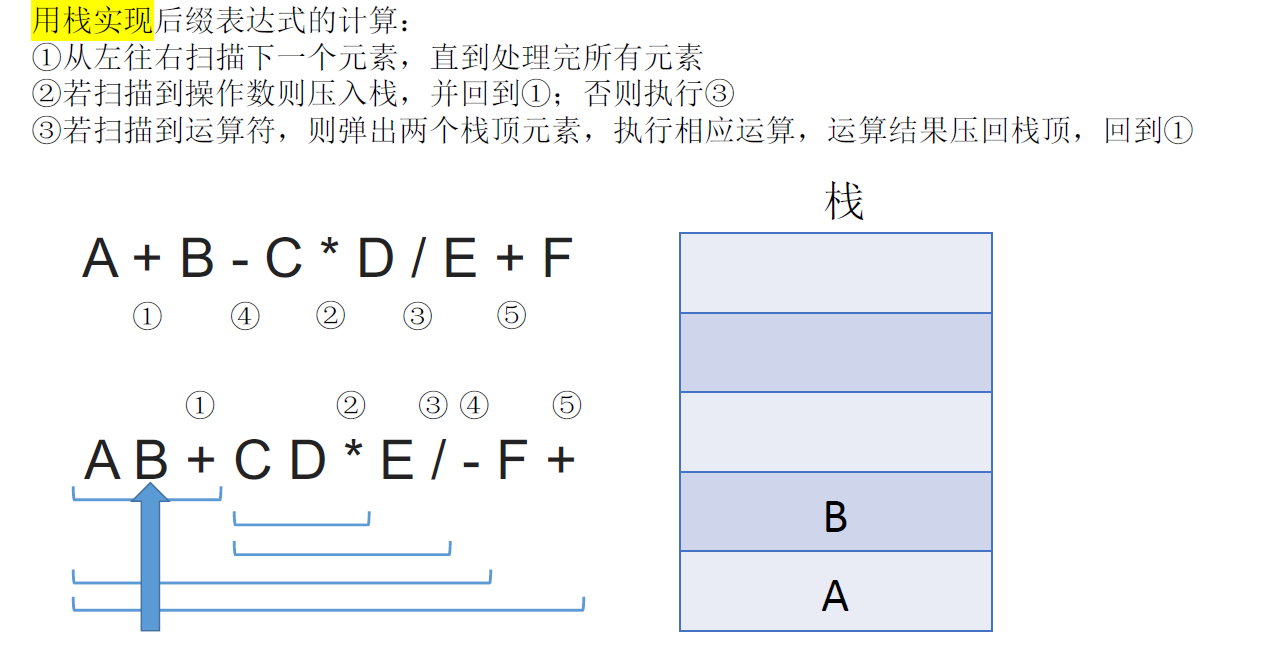 用栈实现后缀表达式的计算：
①从左往右扫描下一个元素，直到处理完所有元素
②若扫描到操作数则压入栈，并回到①；否则执行③
③若扫描到运算符，则弹出两个栈顶元素，执行相应运算，运算结果压回栈顶，回到①
栈
A + B - C * D / E + F
① ④ ② ③ ⑤
① ② ③ ④ ⑤
A B + C D * E / - F +
B
A